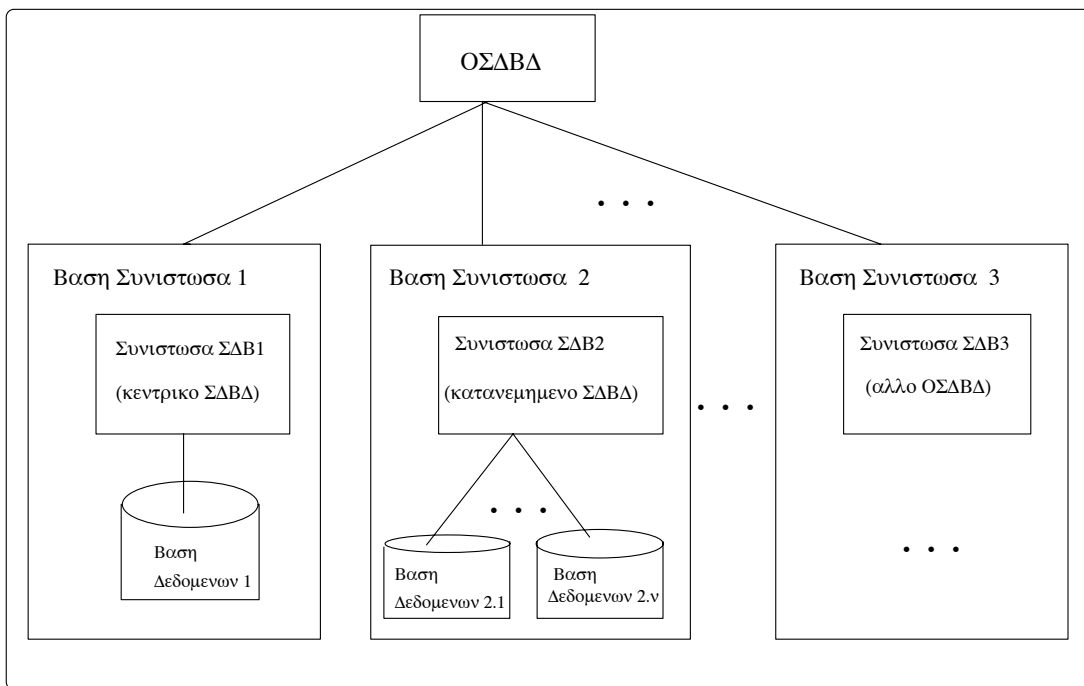 ΟΣΔΒΔ
. . .
Βαση Συνιστωσα 1
Συνιστωσα ΣΔΒ1
(κεντρικο ΣΔΒΔ)
Βαση
Δεδομενων 1
Βαση Συνιστωσα 2
Συνιστωσα ΣΔΒ2
(κατανεμημενο ΣΔΒΔ)
. . .
Βαση
Δεδομενων 2.1
Βαση
Δεδομενων 2.ν
. . .
Βαση Συνιστωσα 3
Συνιστωσα ΣΔΒ3
(αλλο ΟΣΔΒΔ)
. . .